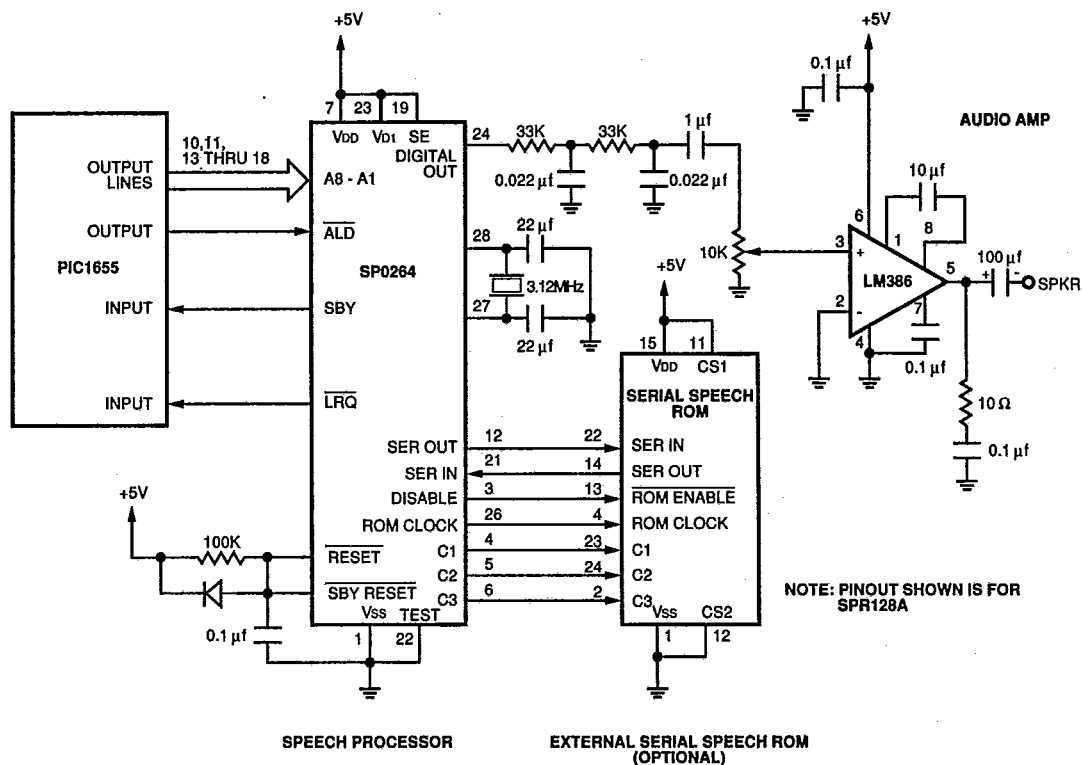 +5V
0.1 µf
7
23
19
VDD
VD1
SE
24
33K
33K
1 µf
AUDIO AMP
10,11,
13 THRU 18
OUTPUT
LINES
A8 - A1
DIGITAL
OUT
0.022 µf
0.022 µf
10 µf
OUTPUT
ALD
28
22
µf
6
1
8
PIC1655
SP0264
3.12MHz
10K
3
+
LM386
5
100 µf
+
-
SPKR
+5V
INPUT
SBY
27
22 µf
2
-
4
7
0.1 µf
15
11
VDD
CS1
INPUT
LRQ
SERIAL SPEECH
ROM
10 Ω
0.1 µf
SER OUT
12
22
SER IN
SER IN
21
14
SER OUT
DISABLE
3
13
ROM ENABLE
+5V
ROM CLOCK
26
4
ROM CLOCK
100K
RESET
C1
4
23
C1
C2
5
24
C2
SBY RESET
C3
6
2
C3
NOTE: PINOUT SHOWN IS FOR
SPR128A
0.1 µf
VSS
TEST
1
22
VSS
CS2
1
12
SPEECH PROCESSOR
EXTERNAL SERIAL SPEECH ROM
(OPTIONAL)